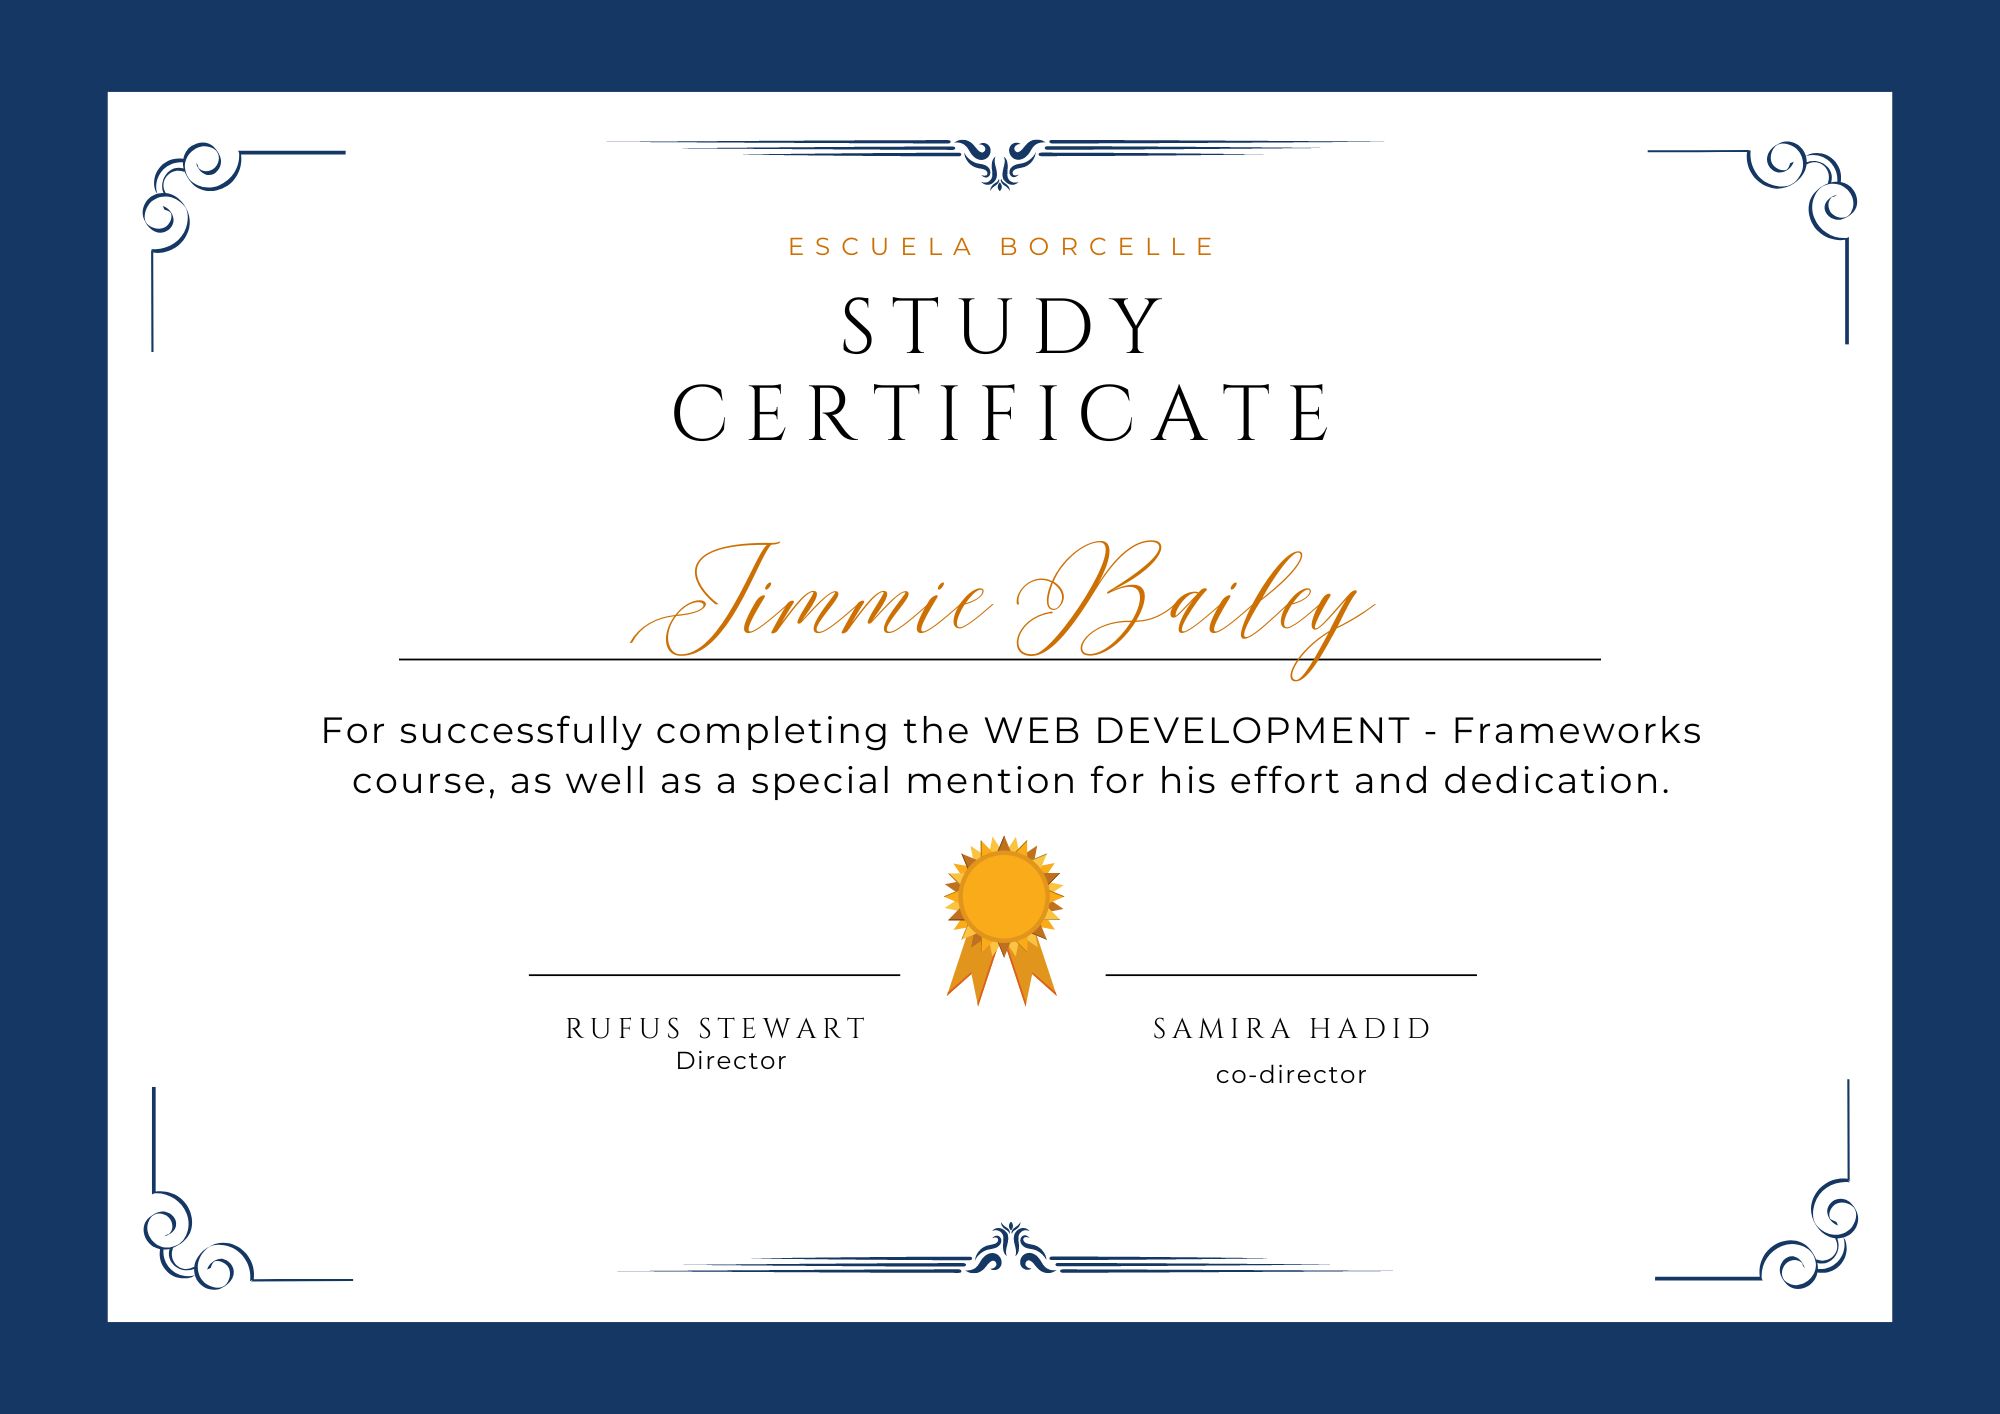 ESCUELA BORCELLE
STUDY
CERTIFICATE
Jimmie Bailey
For successfully completing the WEB DEVELOPMENT - Frameworks
course, as well as a special mention for his effort and dedication.
RUFUS STEWART
Director
SAMIRA HADID
co-director